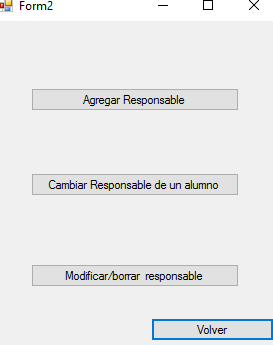 Form2
Agregar Responsable
Cambiar Responsable de un alumno
Modificar/borrar responsable
Volver